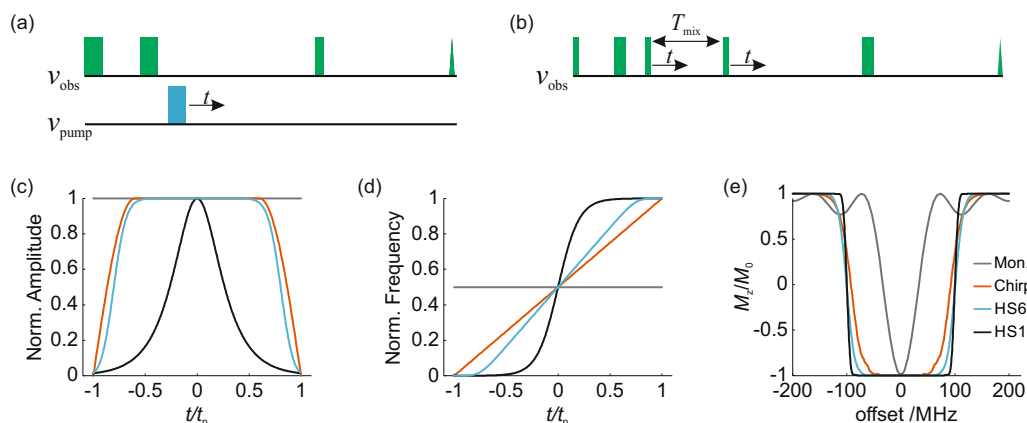 (a)
ν_obs
t
ν_pump
(b)
T_mix
t
t
ν_obs
(c)
Norm. Amplitude
1
0.8
0.6
0.4
0.2
0
-1
-0.5
0
0.5
1
t/t_p
(d)
Norm. Frequency
1
0.8
0.6
0.4
0.2
0
-1
-0.5
0
0.5
1
t/t_p
(e)
M_z/M_0
1
0.5
0
-0.5
-1
-200
-100
0
100
200
offset /MHz
Mon.
Chirp
HS6
HS1